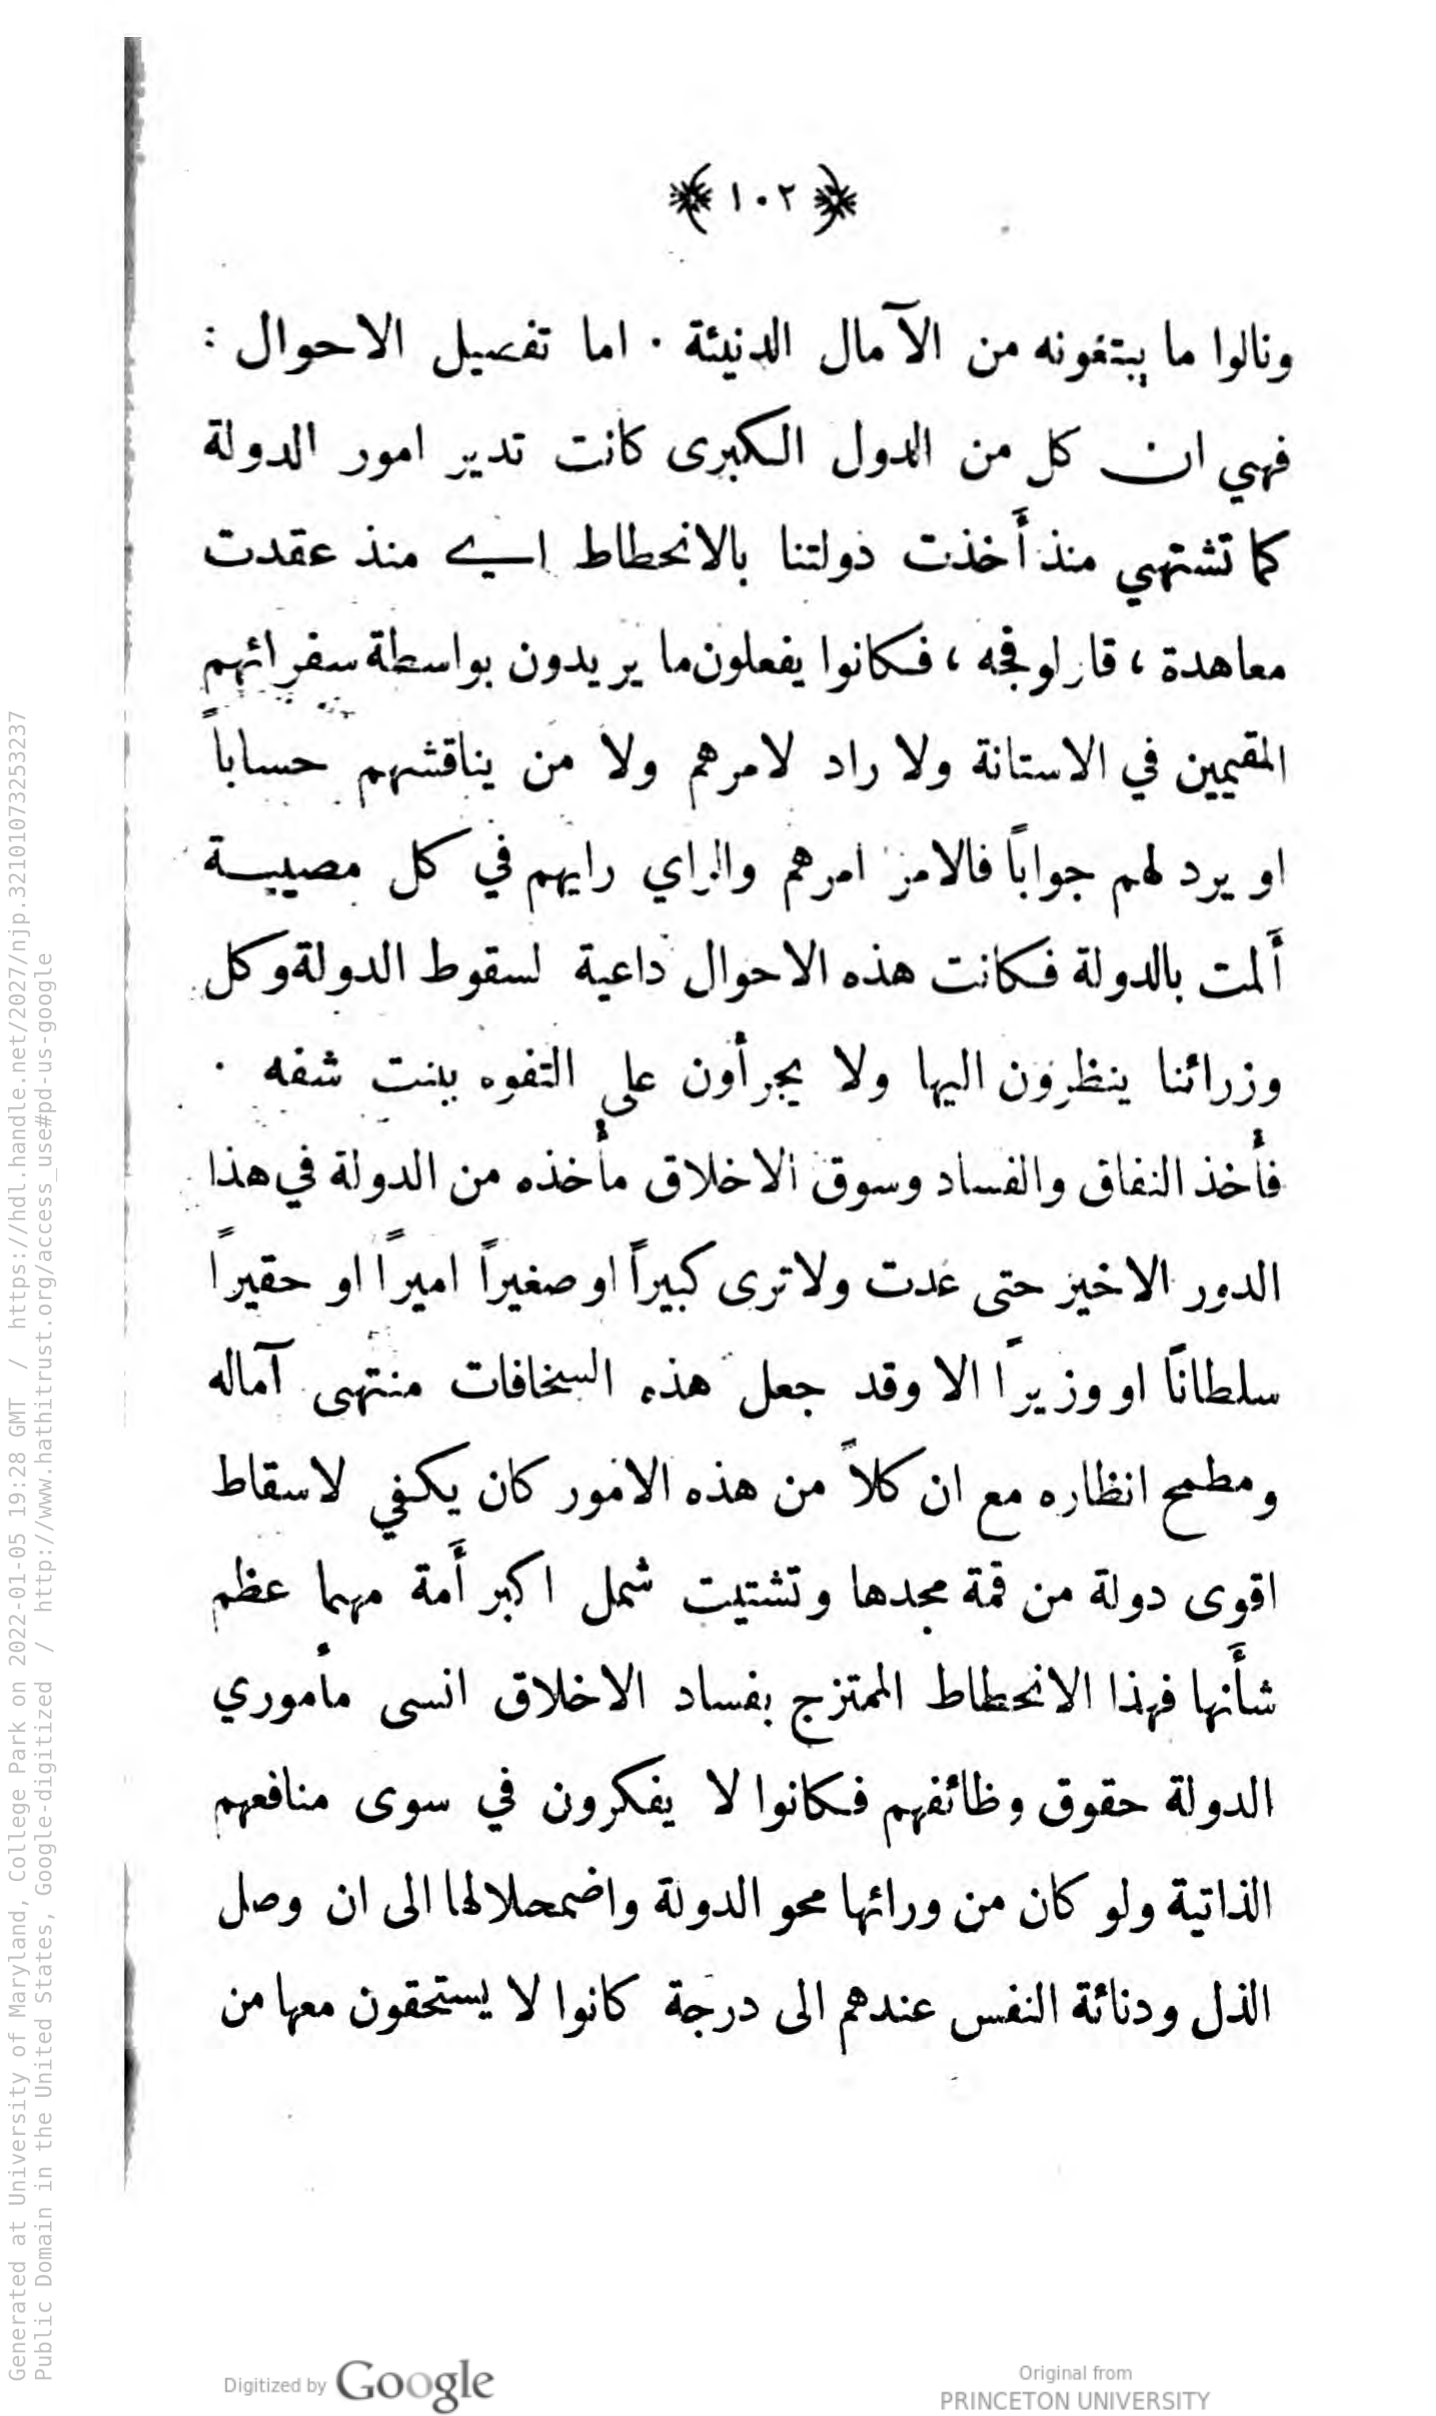 ﴿ ١٠٢ ﴾
ونالوا ما يبتغونه من الآمال الدنيئة · اما تفصيل الاحوال :
فهي ان كل من الدول الكبرى كانت تدير امور الدولة
كما تشتهي منذ أَخذت دولتنا بالانحطاط اي منذ عقدت
معاهدة ، قارلوفجه ، فكانوا يفعلون ما يريدون بواسطة سفرائهم
المقيمين في الاستانة ولا راد لامرهم ولا من يناقشهم حساباً
او يرد لهم جواباً فالامر امرهم والراي رايهم في كل مصيبة
أَلمت بالدولة فكانت هذه الاحوال داعية لسقوط الدولة وكل
وزرائنا ينظرون اليها ولا يجرأون على التفوه ببنت شفه ·
فأخذ النفاق والفساد وسوق الاخلاق مأخذه من الدولة في هذا
الدور الاخير حتى غدت ولا ترى كبيراً او صغيراً اميراً او حقيراً
سلطانًا او وزيرًا الا وقد جعل هذه السخافات منتهى آماله
ومطمح انظاره مع ان كلاً من هذه الامور كان يكفي لاسقاط
اقوى دولة من قمة مجدها وتشتيت شمل اكبر أَمة مهما عظم
شأَنها فهذا الانحطاط الممتزج بفساد الاخلاق انسى مأموري
الدولة حقوق وظائفهم فكانوا لا يفكرون في سوى منافعهم
الذاتية ولو كان من ورائها محو الدولة واضمحلالها الى ان وصل
الذل ودنائة النفس عندهم الى درجة كانوا لا يستحقون معها من
Generated at University of Maryland, College Park on 2022-01-05 19:28 GMT / https://hdl.handle.net/2027/njp.32101073253237
Public Domain in the United States, Google-digitized / http://www.hathitrust.org/access_use#pd-us-google
Digitized by Google
Original from
PRINCETON UNIVERSITY